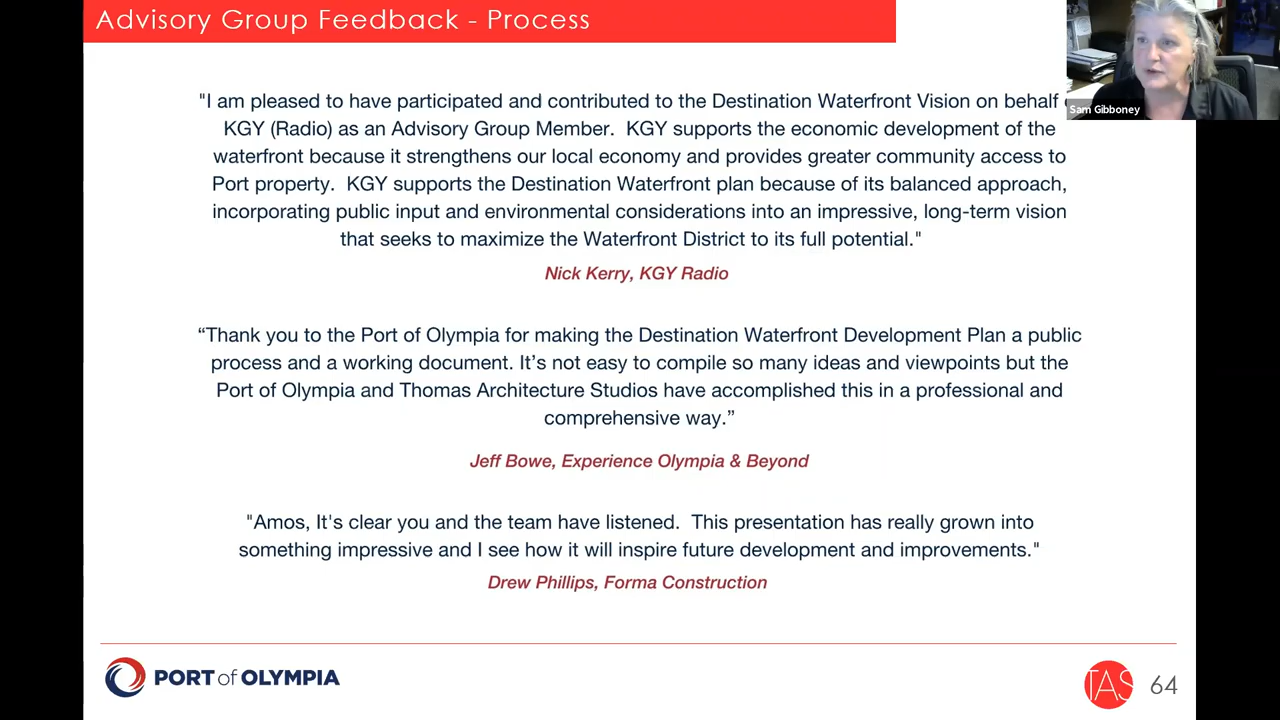 Advisory Group Feedback - Process
Sam Gibboney
"I am pleased to have participated and contributed to the Destination Waterfront Vision on behalf
KGY (Radio) as an Advisory Group Member.  KGY supports the economic development of the
waterfront because it strengthens our local economy and provides greater community access to
Port property.  KGY supports the Destination Waterfront plan because of its balanced approach,
incorporating public input and environmental considerations into an impressive, long-term vision
that seeks to maximize the Waterfront District to its full potential."
Nick Kerry, KGY Radio
“Thank you to the Port of Olympia for making the Destination Waterfront Development Plan a public
process and a working document. It’s not easy to compile so many ideas and viewpoints but the
Port of Olympia and Thomas Architecture Studios have accomplished this in a professional and
comprehensive way.”
Jeff Bowe, Experience Olympia & Beyond
"Amos, It's clear you and the team have listened.  This presentation has really grown into
something impressive and I see how it will inspire future development and improvements."
Drew Phillips, Forma Construction
PORT of OLYMPIA
TAS
64